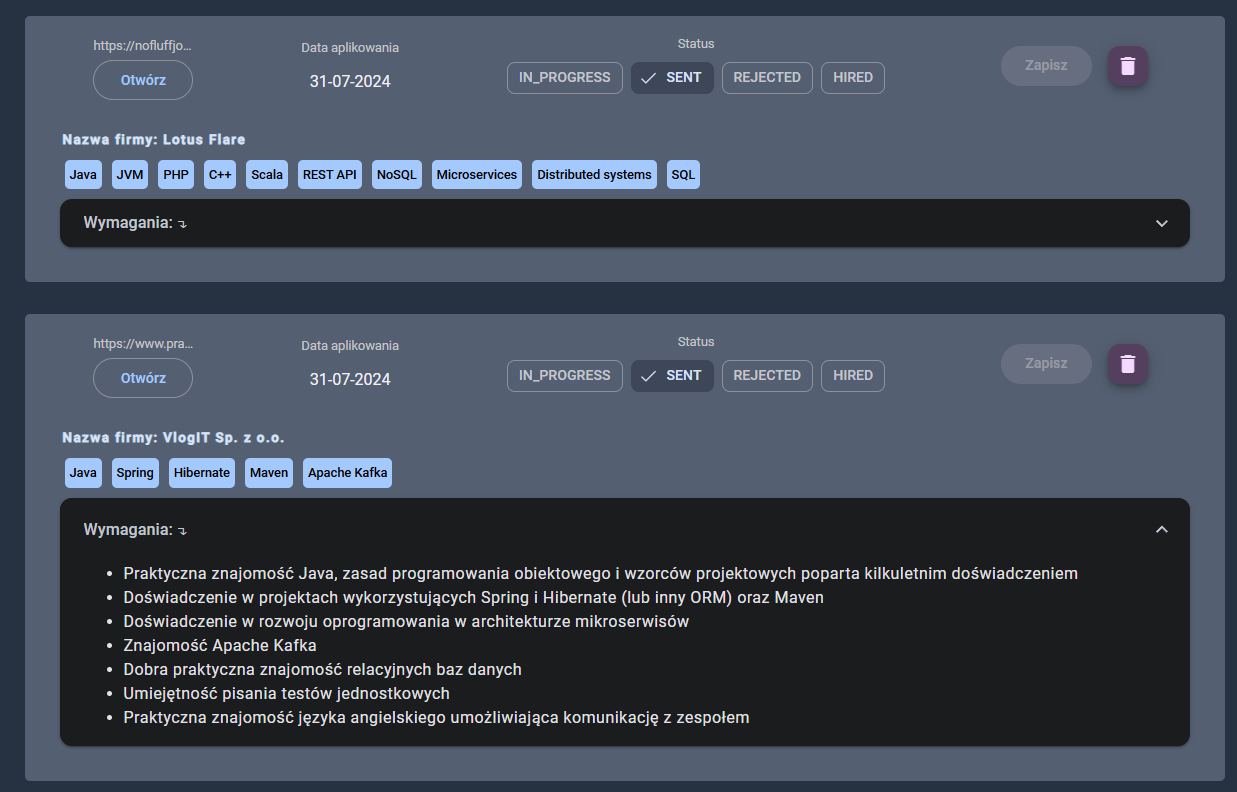 https://nofluffjo...
Data aplikowania
Status
Otwórz
31-07-2024
IN_PROGRESS
SENT
REJECTED
HIRED
Zapisz
Nazwa firmy: Lotus Flare
Java JVM PHP C++ Scala REST API NoSQL Microservices Distributed systems SQL
Wymagania: ⤵
https://www.pra...
Data aplikowania
Status
Otwórz
31-07-2024
IN_PROGRESS
SENT
REJECTED
HIRED
Zapisz
Nazwa firmy: VlogIT Sp. z o.o.
Java Spring Hibernate Maven Apache Kafka
Wymagania: ⤵
• Praktyczna znajomość Java, zasad programowania obiektowego i wzorców projektowych poparta kilkuletnim doświadczeniem
• Doświadczenie w projektach wykorzystujących Spring i Hibernate (lub inny ORM) oraz Maven
• Doświadczenie w rozwoju oprogramowania w architekturze mikroserwisów
• Znajomość Apache Kafka
• Dobra praktyczna znajomość relacyjnych baz danych
• Umiejętność pisania testów jednostkowych
• Praktyczna znajomość języka angielskiego umożliwiająca komunikację z zespołem